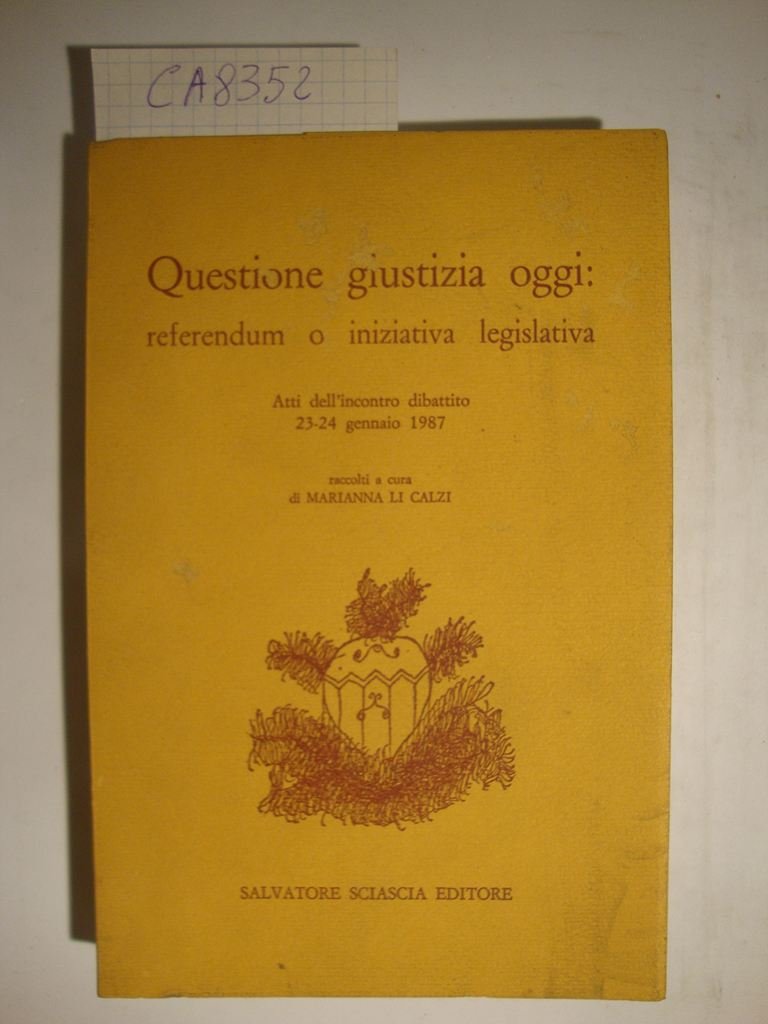 CA8352
Questione giustizia oggi:
referendum o iniziativa legislativa
Atti dell'incontro dibattito
23-24 gennaio 1987
raccolti a cura
di MARIANNA LI CALZI
SALVATORE SCIASCIA EDITORE